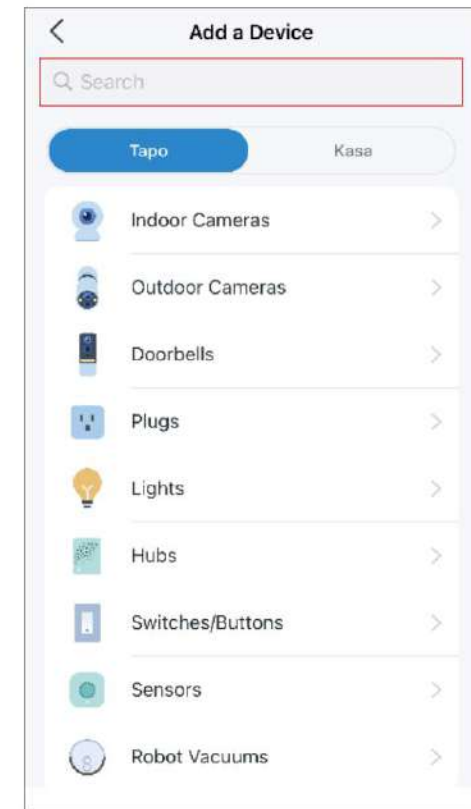 Add a Device
Search
Tapo
Kasa
Indoor Cameras
Outdoor Cameras
Doorbells
Plugs
Lights
Hubs
Switches/Buttons
Sensors
Robot Vacuums